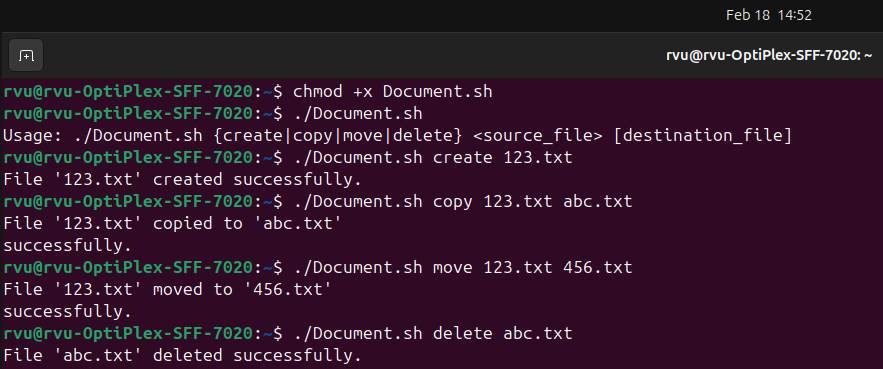 Feb 18 14:52
rvu@rvu-OptiPlex-SFF-7020: ~
rvu@rvu-OptiPlex-SFF-7020:~$ chmod +x Document.sh
rvu@rvu-OptiPlex-SFF-7020:~$ ./Document.sh
Usage: ./Document.sh {create|copy|move|delete} <source_file> [destination_file]
rvu@rvu-OptiPlex-SFF-7020:~$ ./Document.sh create 123.txt
File '123.txt' created successfully.
rvu@rvu-OptiPlex-SFF-7020:~$ ./Document.sh copy 123.txt abc.txt
File '123.txt' copied to 'abc.txt'
successfully.
rvu@rvu-OptiPlex-SFF-7020:~$ ./Document.sh move 123.txt 456.txt
File '123.txt' moved to '456.txt'
successfully.
rvu@rvu-OptiPlex-SFF-7020:~$ ./Document.sh delete abc.txt
File 'abc.txt' deleted successfully.